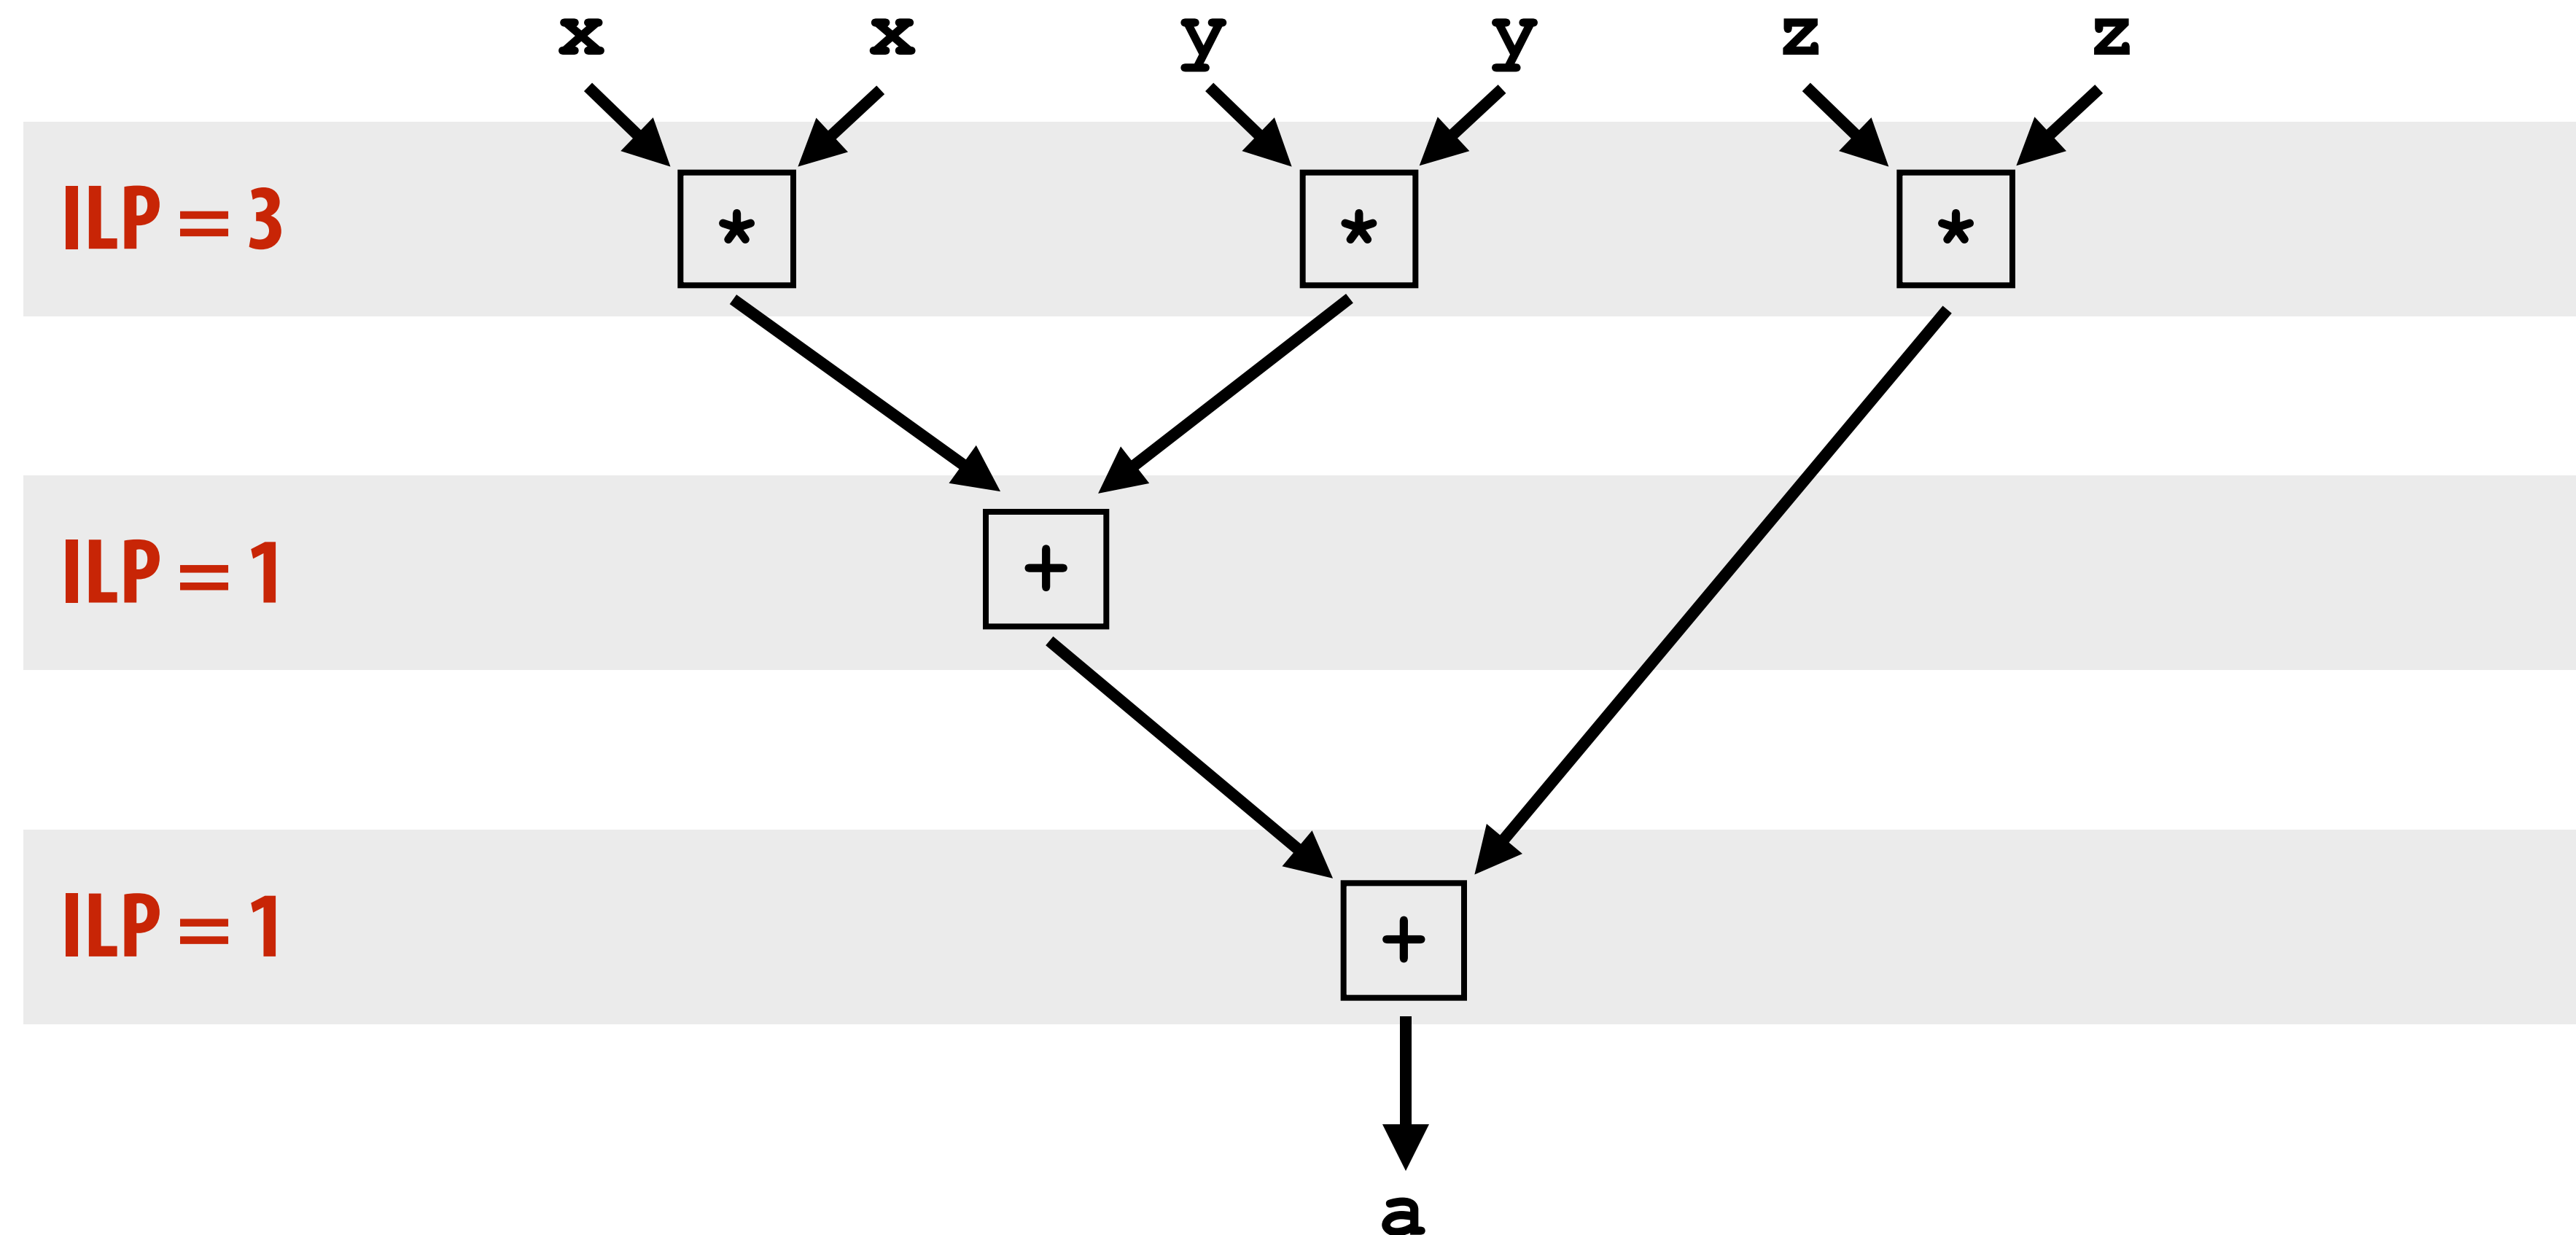 x x y y z z
ILP = 3 * * *
ILP = 1 +
ILP = 1 +
a